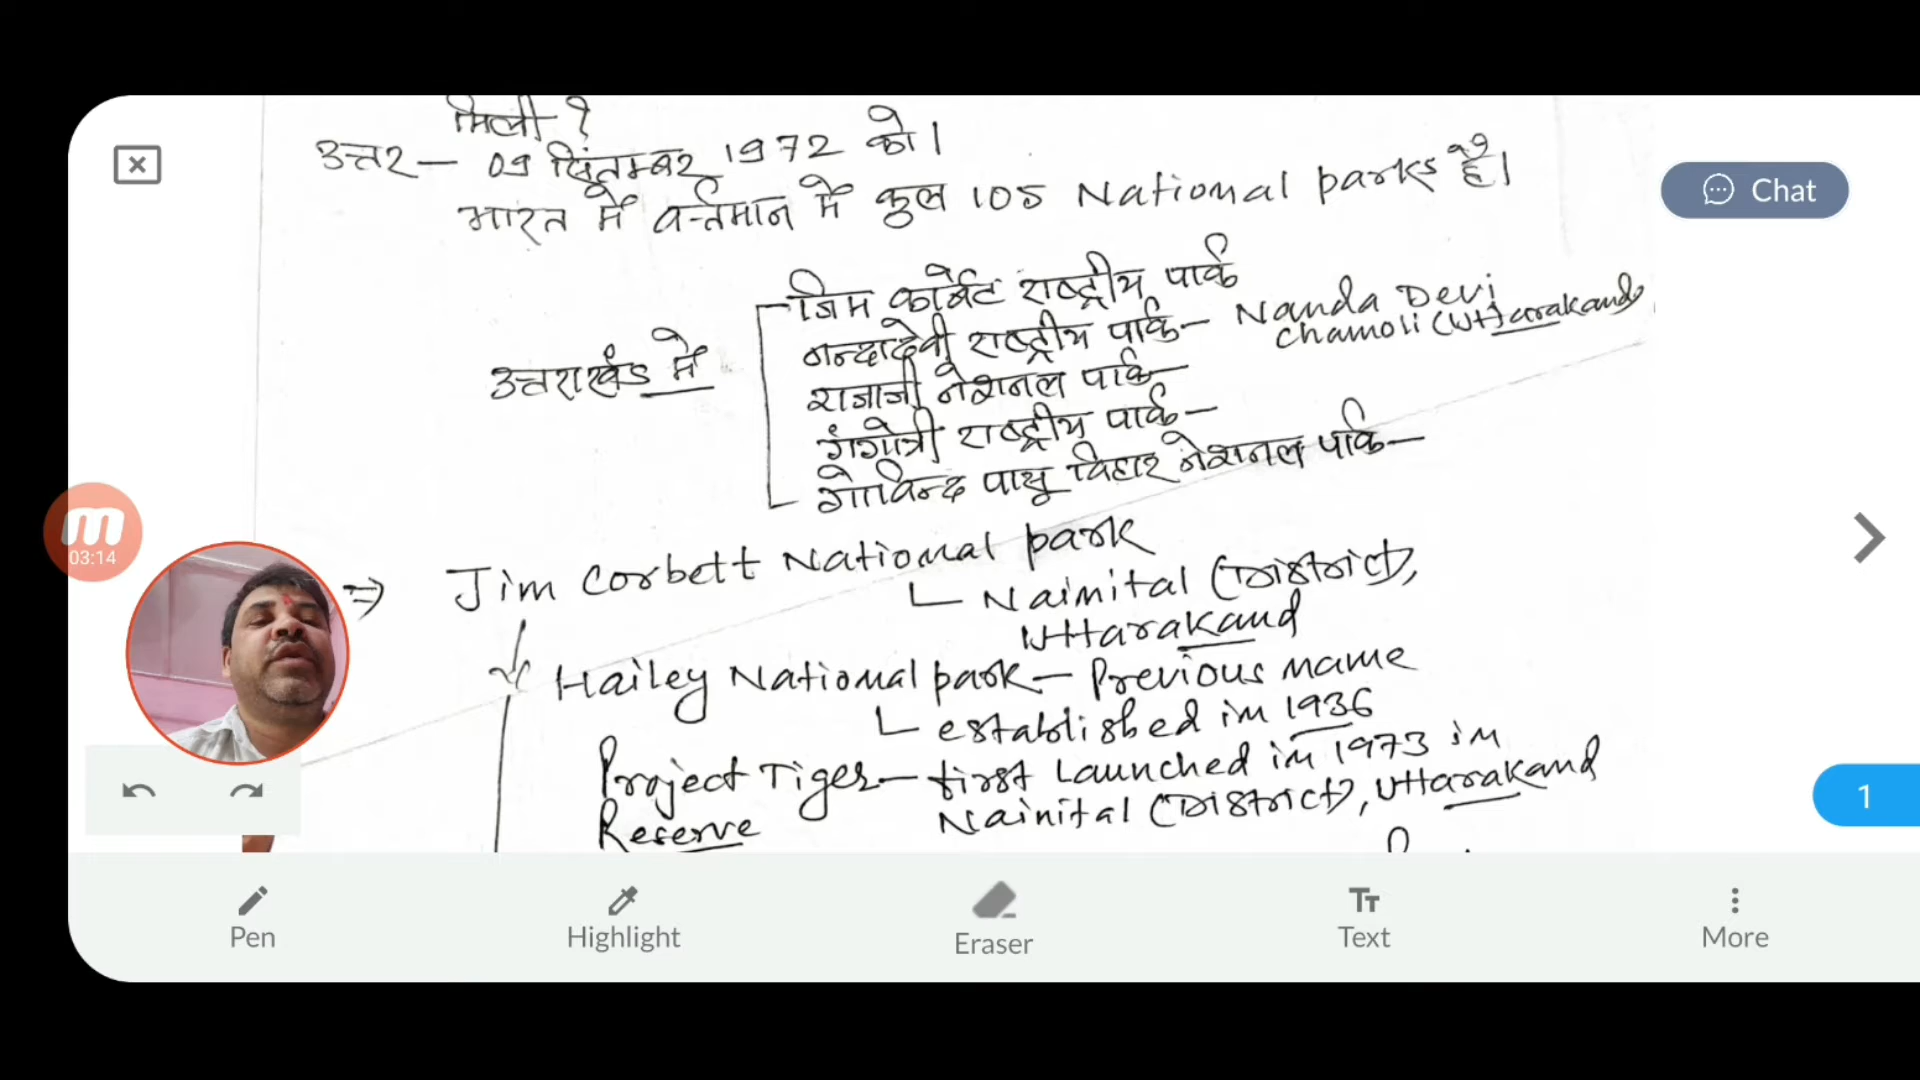 मिली ?
उत्तर — 09 सितम्बर 1972 को।
भारत में वर्तमान में कुल 105 National parks हैं।
जिम कार्बेट राष्ट्रीय पार्क
नन्दादेवी राष्ट्रीय पार्क — Nanda Devi
Chamoli (Ut)tarakand
उत्तराखंड में
राजाजी नेशनल पार्क —
गंगोत्री राष्ट्रीय पार्क —
गोविन्द पाशु विहार नेशनल पार्क —
⇒ Jim Corbett National park
Nainital (District),
Uttarakand
Hailey National park — Previous name
established in 1936
Project Tiger — first Launched in 1973 in
Reserve Nainital (District), Uttarakand
Chat
m
03:14
1
Pen
Highlight
Eraser
Text
More